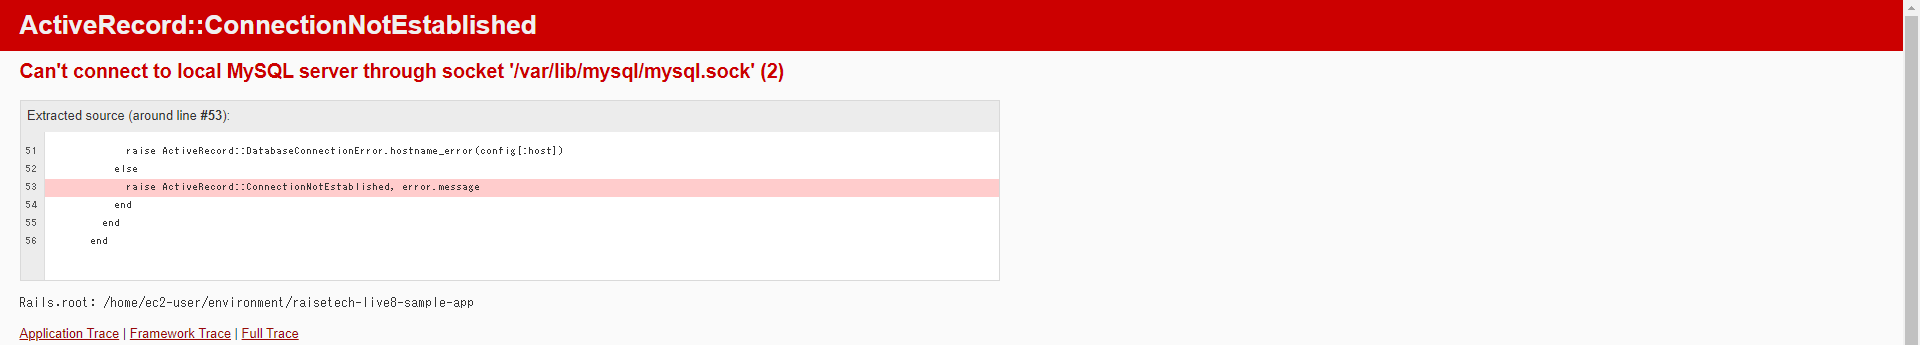 ActiveRecord::ConnectionNotEstablished
Can't connect to local MySQL server through socket '/var/lib/mysql/mysql.sock' (2)
Extracted source (around line #53):
51 raise ActiveRecord::DatabaseConnectionError.hostname_error(config[:host])
52 else
53 raise ActiveRecord::ConnectionNotEstablished, error.message
54 end
55 end
56 end
Rails.root: /home/ec2-user/environment/raisetech-live8-sample-app
Application Trace | Framework Trace | Full Trace